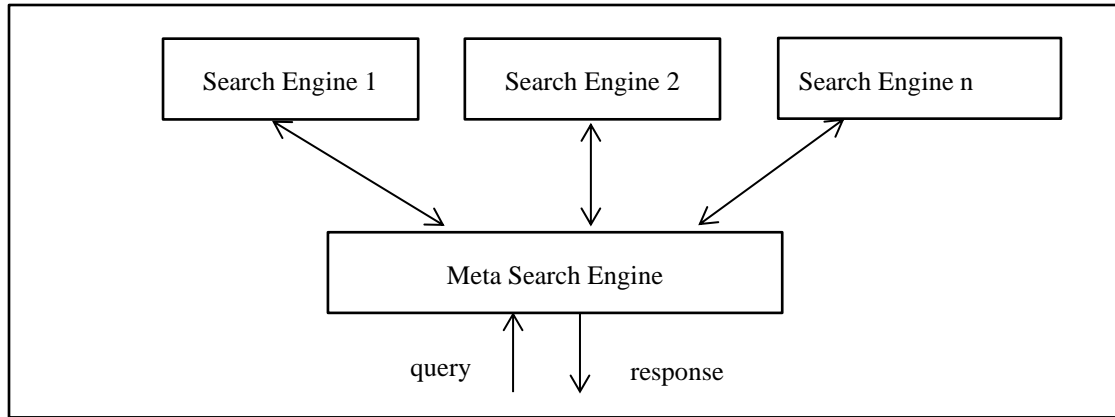 Search Engine 1
Search Engine 2
Search Engine n
Meta Search Engine
query
response